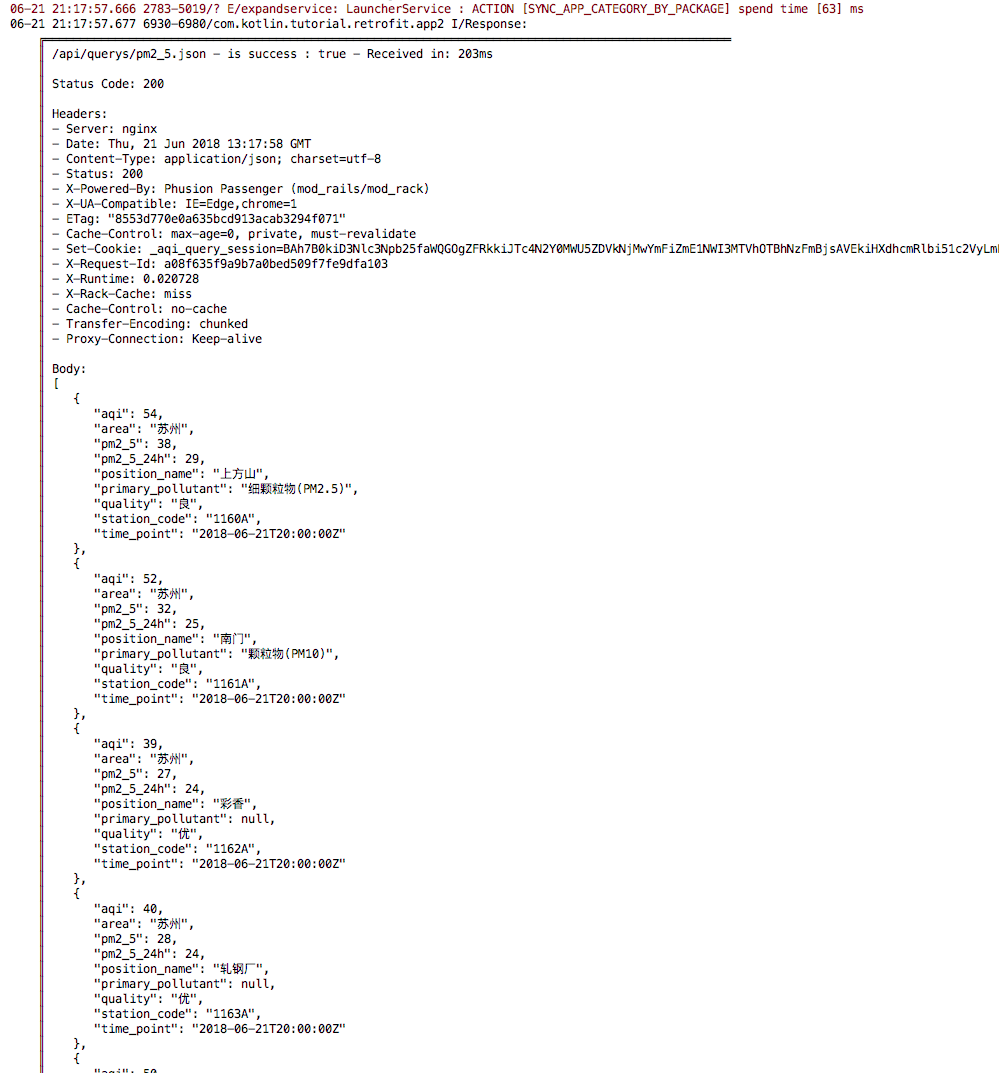 06-21 21:17:57.666 2783-5019/? E/expandservice: LauncherService : ACTION [SYNC_APP_CATEGORY_BY_PACKAGE] spend time [63] ms
06-21 21:17:57.677 6930-6980/com.kotlin.tutorial.retrofit.app2 I/Response:
/api/querys/pm2_5.json - is success : true - Received in: 203ms
Status Code: 200
Headers:
- Server: nginx
- Date: Thu, 21 Jun 2018 13:17:58 GMT
- Content-Type: application/json; charset=utf-8
- Status: 200
- X-Powered-By: Phusion Passenger (mod_rails/mod_rack)
- X-UA-Compatible: IE=Edge,chrome=1
- ETag: "8553d770e0a635bcd913acab3294f071"
- Cache-Control: max-age=0, private, must-revalidate
- Set-Cookie: _aqi_query_session=BAh7B0kiD3Nlc3Npb25faWQGOgZFRkkiJTc4N2Y0MWU5ZDVkNjMwYmFiZmE1NWI3MTVhOTBhNzFmBjsAVEkiHXdhcmRlbi51c2VyLm
- X-Request-Id: a08f635f9a9b7a0bed509f7fe9dfa103
- X-Runtime: 0.020728
- X-Rack-Cache: miss
- Cache-Control: no-cache
- Transfer-Encoding: chunked
- Proxy-Connection: Keep-alive
Body:
[
{
"aqi": 54,
"area": "苏州",
"pm2_5": 38,
"pm2_5_24h": 29,
"position_name": "上方山",
"primary_pollutant": "细颗粒物(PM2.5)",
"quality": "良",
"station_code": "1160A",
"time_point": "2018-06-21T20:00:00Z"
},
{
"aqi": 52,
"area": "苏州",
"pm2_5": 32,
"pm2_5_24h": 25,
"position_name": "南门",
"primary_pollutant": "颗粒物(PM10)",
"quality": "良",
"station_code": "1161A",
"time_point": "2018-06-21T20:00:00Z"
},
{
"aqi": 39,
"area": "苏州",
"pm2_5": 27,
"pm2_5_24h": 24,
"position_name": "彩香",
"primary_pollutant": null,
"quality": "优",
"station_code": "1162A",
"time_point": "2018-06-21T20:00:00Z"
},
{
"aqi": 40,
"area": "苏州",
"pm2_5": 28,
"pm2_5_24h": 24,
"position_name": "轧钢厂",
"primary_pollutant": null,
"quality": "优",
"station_code": "1163A",
"time_point": "2018-06-21T20:00:00Z"
},
{